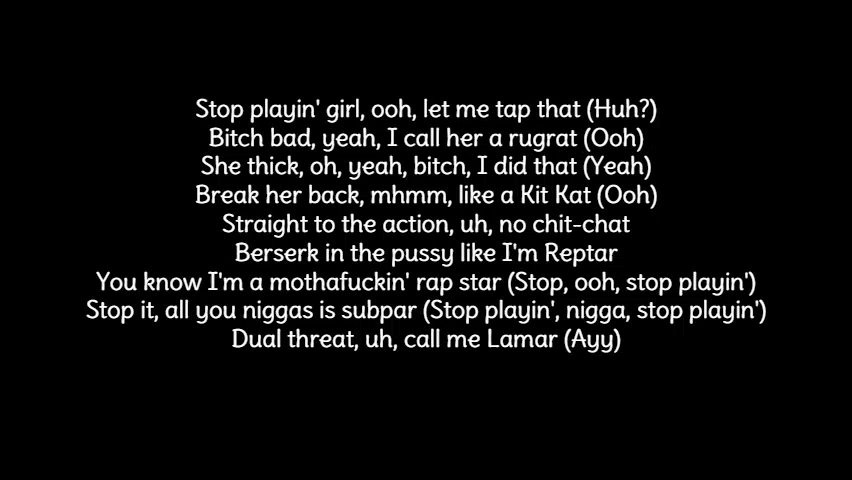 Stop playin' girl, ooh, let me tap that (Huh?)
Bitch bad, yeah, I call her a rugrat (Ooh)
She thick, oh, yeah, bitch, I did that (Yeah)
Break her back, mhmm, like a Kit Kat (Ooh)
Straight to the action, uh, no chit-chat
Berserk in the pussy like I'm Reptar
You know I'm a mothafuckin' rap star (Stop, ooh, stop playin')
Stop it, all you niggas is subpar (Stop playin', nigga, stop playin')
Dual threat, uh, call me Lamar (Ayy)